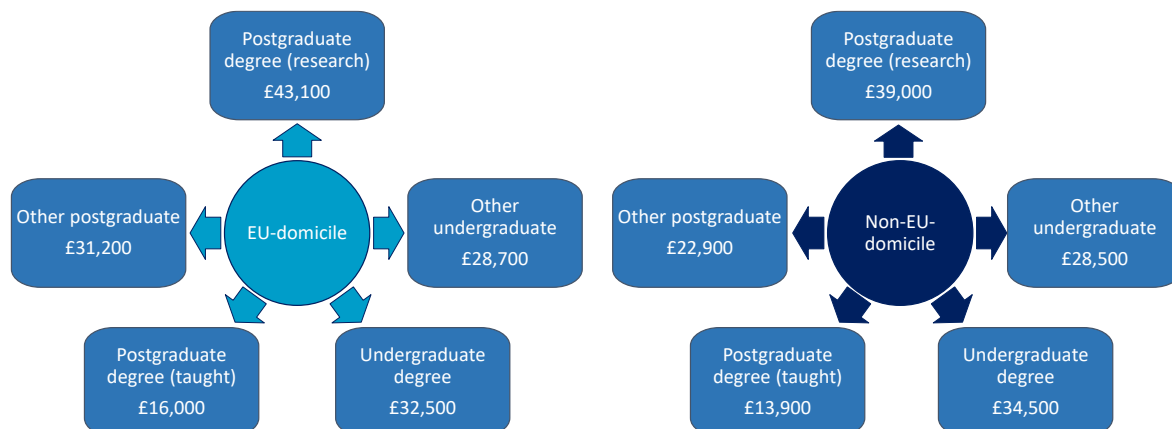 Postgraduate
degree (research)
£43,100
Other postgraduate
£31,200
EU-domicile
Other
undergraduate
£28,700
Postgraduate
degree (taught)
£16,000
Undergraduate
degree
£32,500
Postgraduate
degree (research)
£39,000
Other postgraduate
£22,900
Non-EU-
domicile
Other
undergraduate
£28,500
Postgraduate
degree (taught)
£13,900
Undergraduate
degree
£34,500